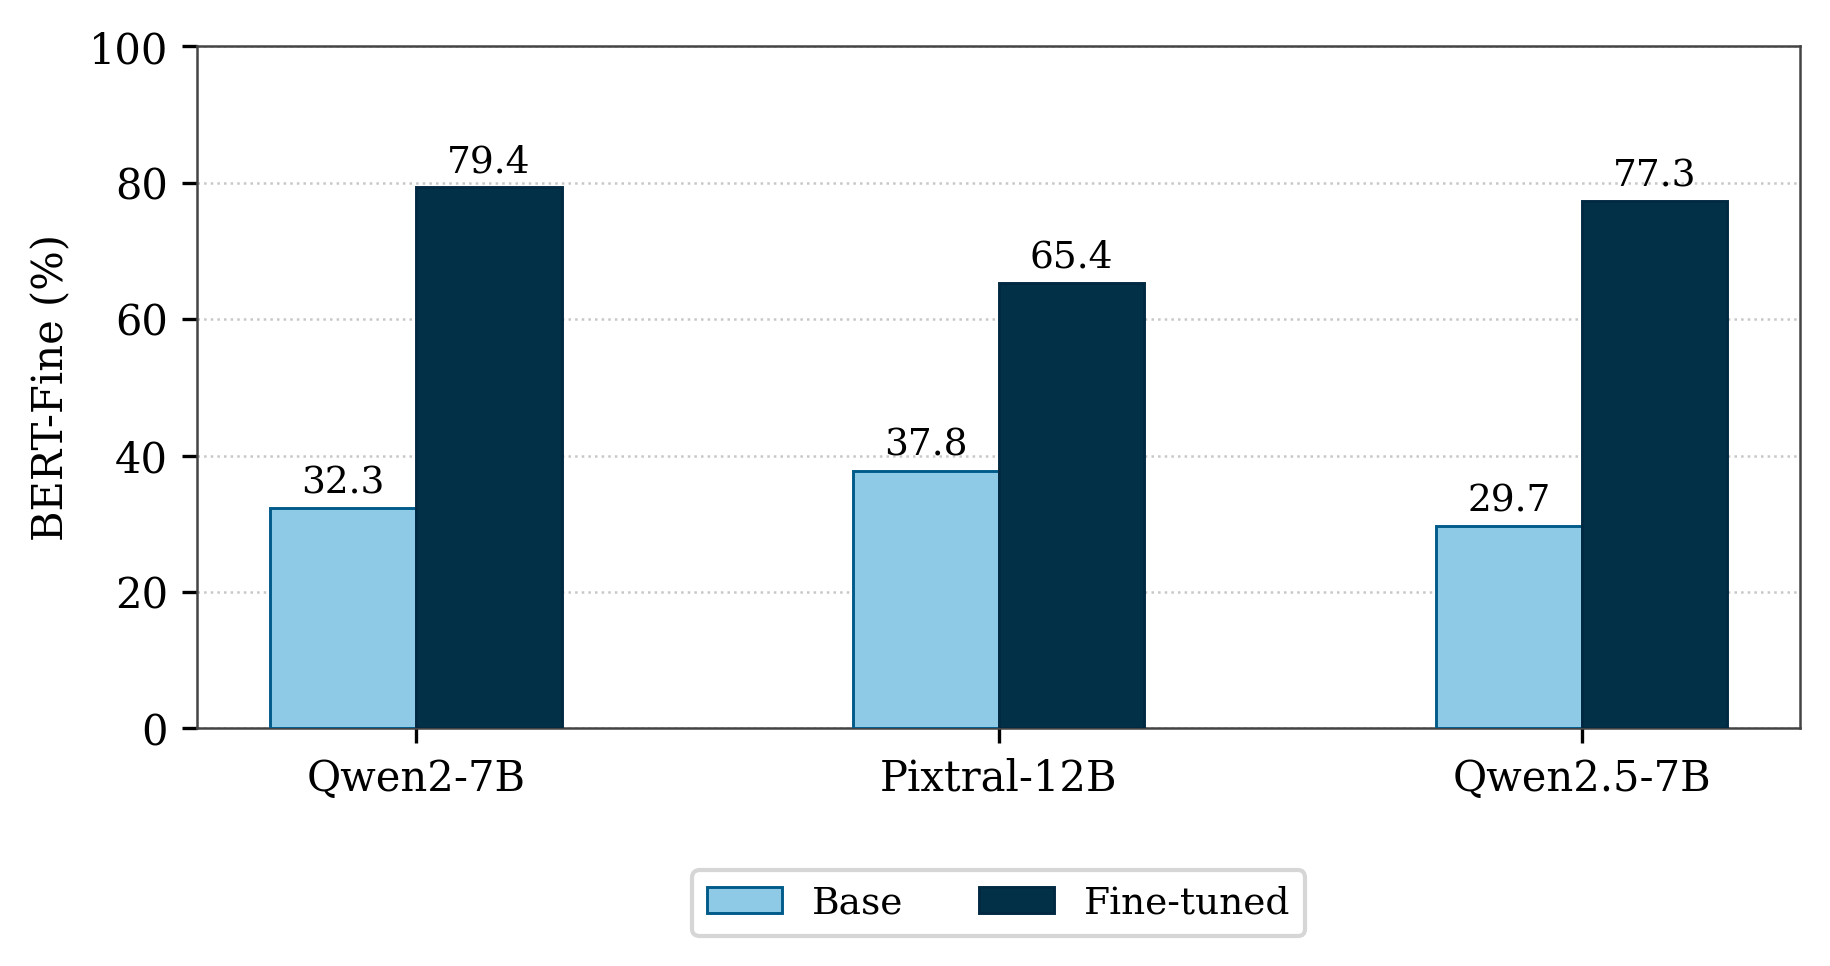 BERT-Fine (%)
100
80
60
40
20
0
79.4
77.3
65.4
37.8
32.3
29.7
Qwen2-7B
Pixtral-12B
Qwen2.5-7B
Base
Fine-tuned